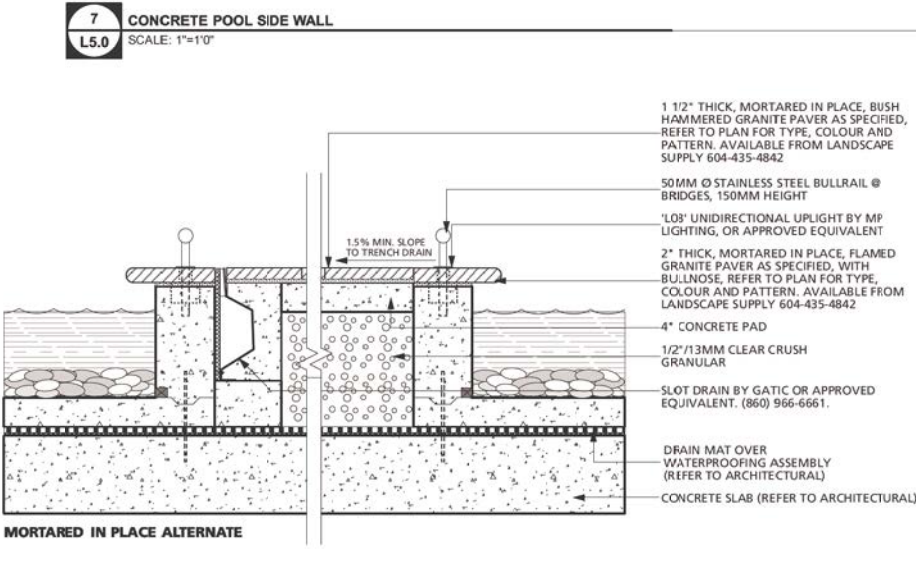 7
CONCRETE POOL SIDE WALL
L5.0
SCALE: 1"=1'0"
1 1/2" THICK, MORTARED IN PLACE, BUSH
HAMMERED GRANITE PAVER AS SPECIFIED,
REFER TO PLAN FOR TYPE, COLOUR AND
PATTERN. AVAILABLE FROM LANDSCAPE
SUPPLY 604-435-4842
50MM Ø STAINLESS STEEL BULLRAIL @
BRIDGES, 150MM HEIGHT
'L08' UNIDIRECTIONAL UPLIGHT BY MP
LIGHTING, OR APPROVED EQUIVALENT
1.5% MIN. SLOPE
TO TRENCH DRAIN
2" THICK, MORTARED IN PLACE, FLAMED
GRANITE PAVER AS SPECIFIED, WITH
BULLNOSE, REFER TO PLAN FOR TYPE,
COLOUR AND PATTERN. AVAILABLE FROM
LANDSCAPE SUPPLY 604-435-4842
4" CONCRETE PAD
1/2"/13MM CLEAR CRUSH
GRANULAR
SLOT DRAIN BY GATIC OR APPROVED
EQUIVALENT. (860) 966-6661.
DRAIN MAT OVER
WATERPROOFING ASSEMBLY
(REFER TO ARCHITECTURAL)
CONCRETE SLAB (REFER TO ARCHITECTURAL)
MORTARED IN PLACE ALTERNATE